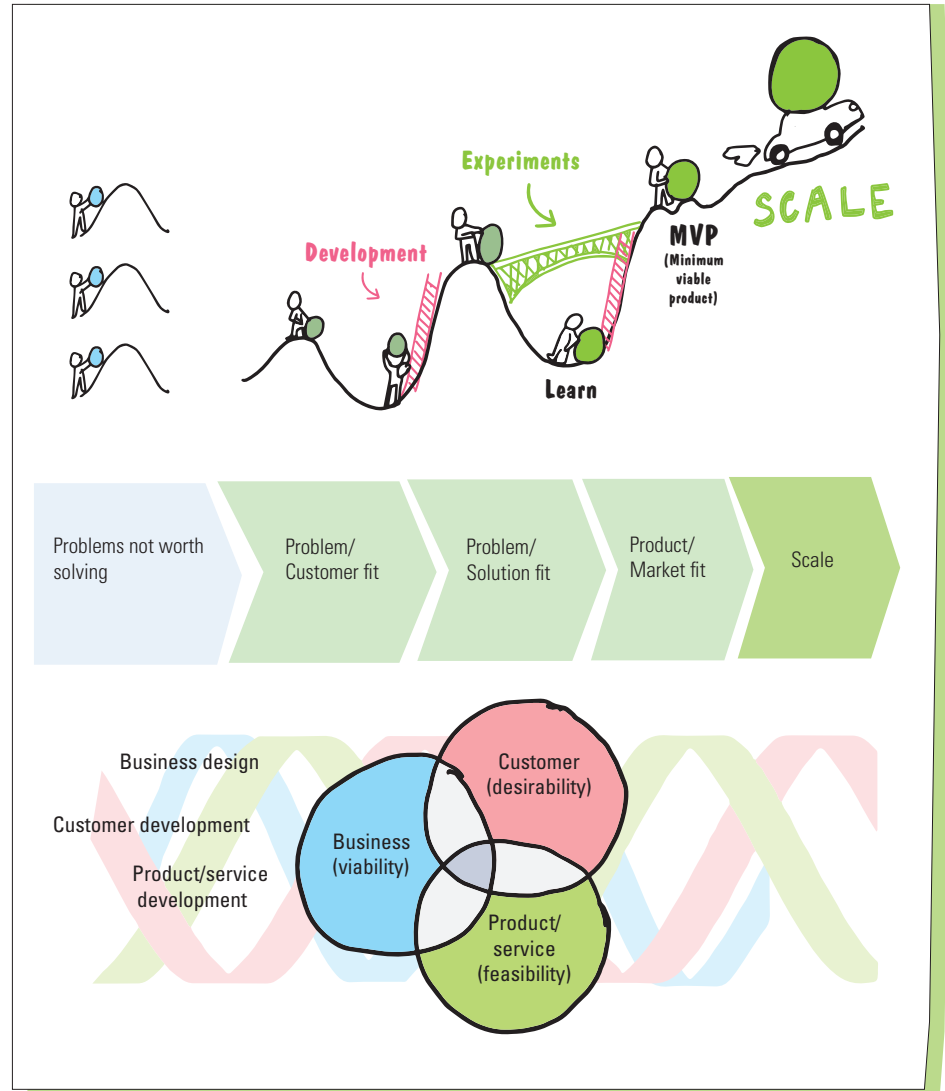 Experiments
SCALE
Development
MVP
(Minimum
viable
product)
Learn
Problems not worth
solving
Problem/
Customer fit
Problem/
Solution fit
Product/
Market fit
Scale
Business design
Customer development
Product/service
development
Customer
(desirability)
Business
(viability)
Product/
service
(feasibility)